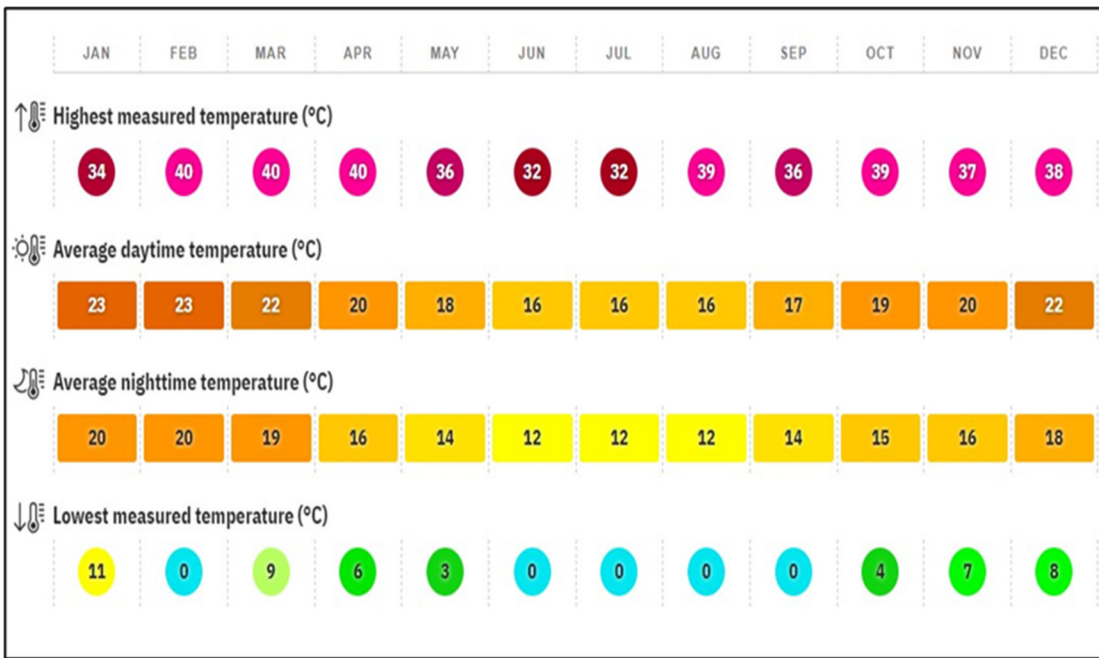 JAN FEB MAR APR MAY JUN JUL AUG SEP OCT NOV DEC
Highest measured temperature (°C)
34 40 40 40 36 32 32 39 36 39 37 38
Average daytime temperature (°C)
23 23 22 20 18 16 16 16 17 19 20 22
Average nighttime temperature (°C)
20 20 19 16 14 12 12 12 14 15 16 18
Lowest measured temperature (°C)
11 0 9 6 3 0 0 0 0 4 7 8